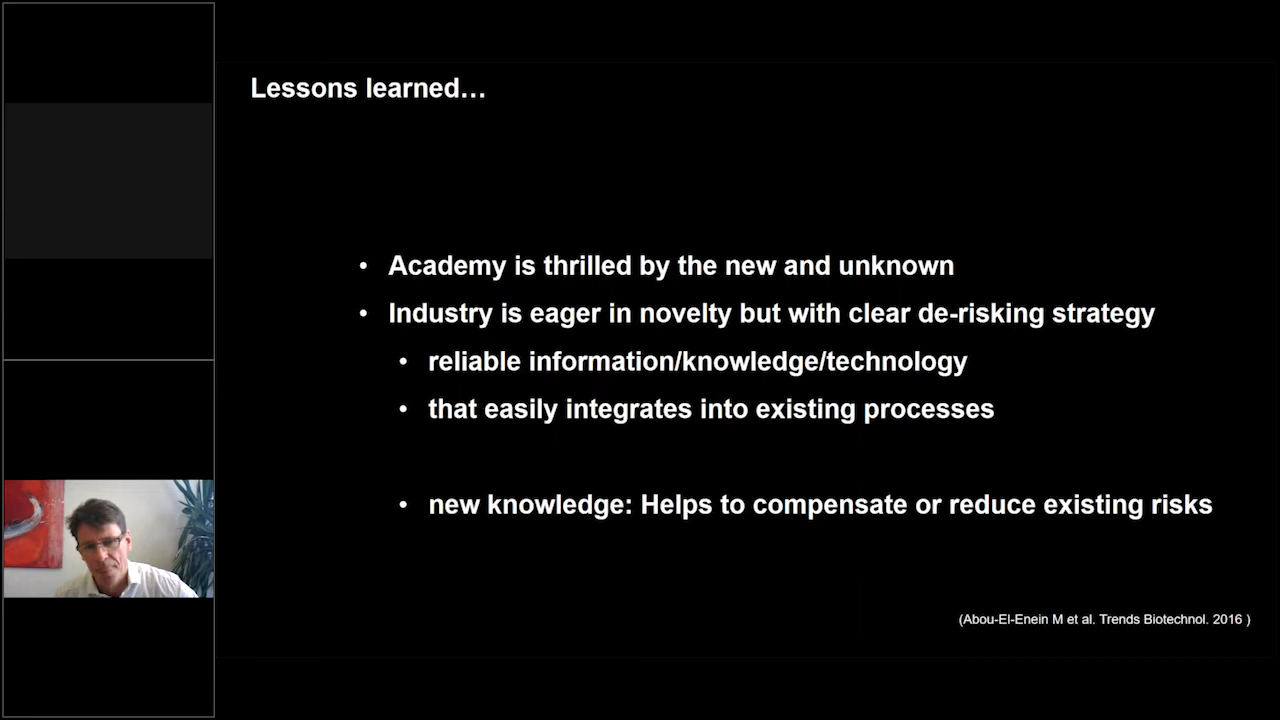 Lessons learned…
• Academy is thrilled by the new and unknown
• Industry is eager in novelty but with clear de-risking strategy
• reliable information/knowledge/technology
• that easily integrates into existing processes
• new knowledge: Helps to compensate or reduce existing risks
(Abou-El-Enein M et al. Trends Biotechnol. 2016 )